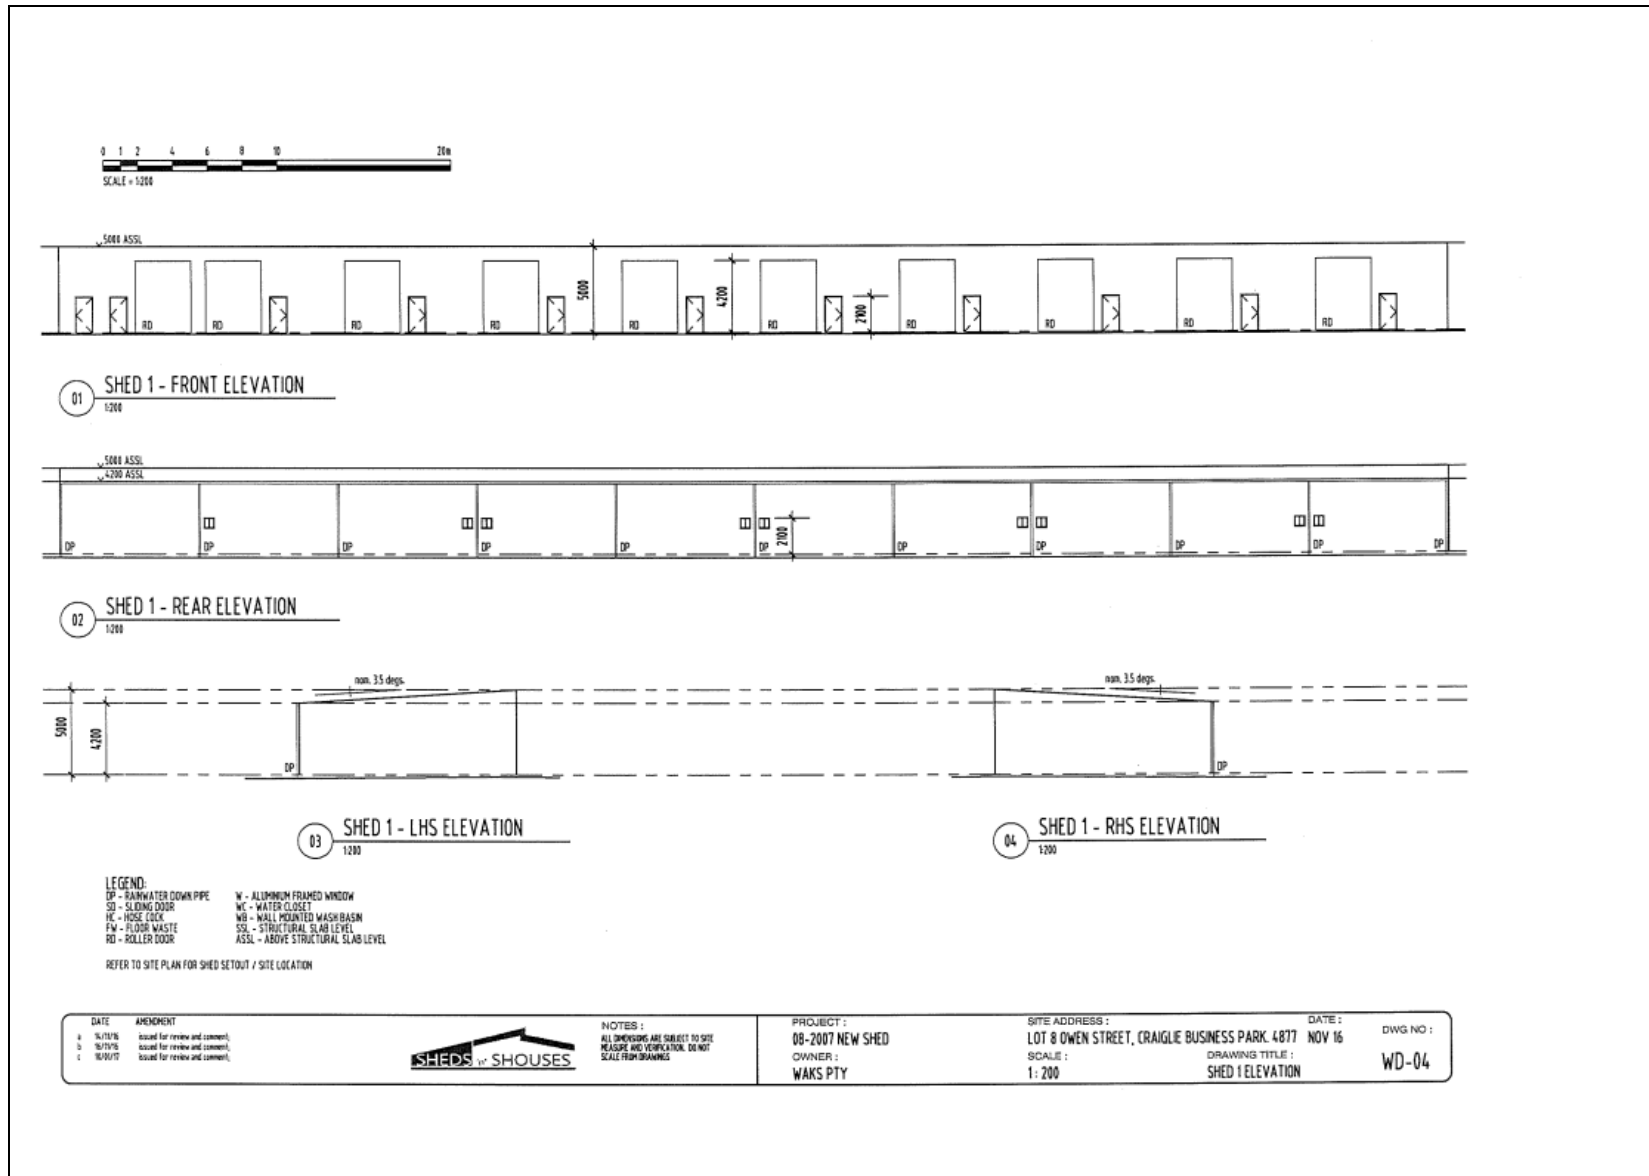 0 1 2 4 6 8 10 20m
SCALE = 1:200
5000 ASSL
5000
4200
2100
RD RD RD RD RD RD RD RD RD RD
01 SHED 1 - FRONT ELEVATION
1:200
5000 ASSL
4200 ASSL
2100
DP DP DP DP DP DP DP DP DP DP DP
02 SHED 1 - REAR ELEVATION
1:200
nom. 3.5 degs.
nom. 3.5 degs.
5000
4200
DP
DP
03 SHED 1 - LHS ELEVATION
1:200
04 SHED 1 - RHS ELEVATION
1:200
LEGEND:
DP - RAINWATER DOWN PIPE
SD - SLIDING DOOR
HC - HOSE COCK
FW - FLOOR WASTE
RD - ROLLER DOOR
W - ALUMINIUM FRAMED WINDOW
WC - WATER CLOSET
WB - WALL MOUNTED WASH BASIN
SSL - STRUCTURAL SLAB LEVEL
ASSL - ABOVE STRUCTURAL SLAB LEVEL
REFER TO SITE PLAN FOR SHED SETOUT / SITE LOCATION
DATE AMENDMENT
a 14/11/16 issued for review and comment;
b 16/11/16 issued for review and comment;
c 10/01/17 issued for review and comment;
SHEDS 'n' SHOUSES
NOTES :
ALL DIMENSIONS ARE SUBJECT TO SITE
MEASURE AND VERIFICATION. DO NOT
SCALE FROM DRAWINGS
PROJECT :
08-2007 NEW SHED
OWNER :
WAKS PTY
SITE ADDRESS :
LOT 8 OWEN STREET, CRAIGLIE BUSINESS PARK. 4877
DATE :
NOV 16
SCALE :
1: 200
DRAWING TITLE :
SHED 1 ELEVATION
DWG NO :
WD-04